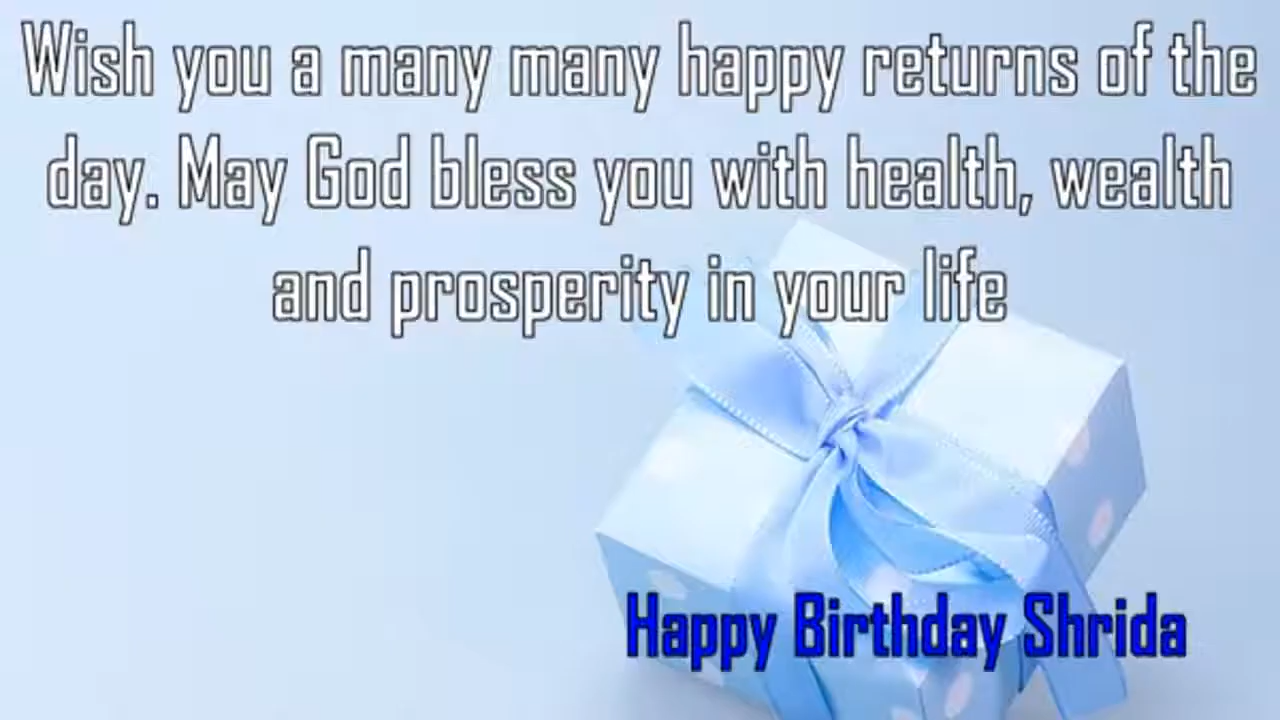 Wish you a many many happy returns of the
day. May God bless you with health, wealth
and prosperity in your life
Happy Birthday Shrida